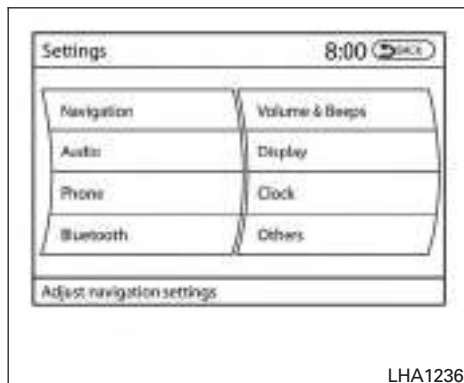 Settings 8:00 BACK
Navigation Volume & Beeps
Audio Display
Phone Clock
Bluetooth Others
Adjust navigation settings
LHA1236